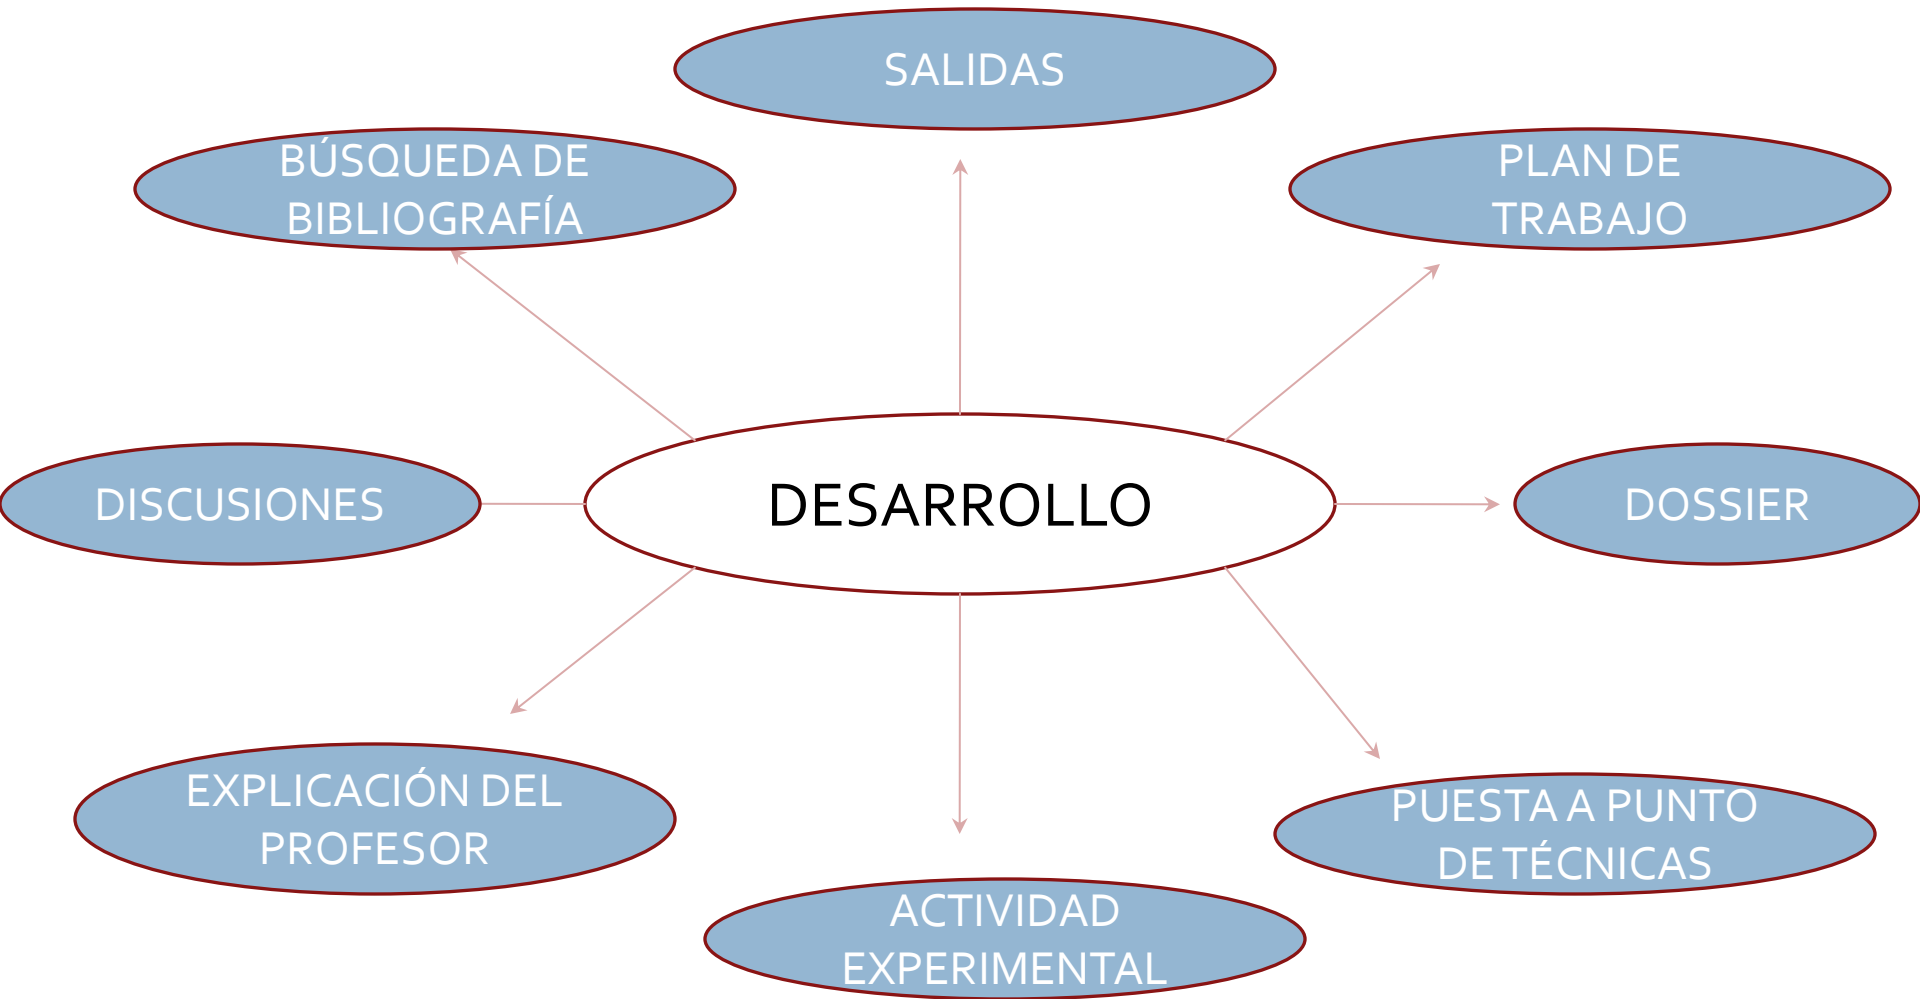 SALIDAS
BÚSQUEDA DE
BIBLIOGRAFÍA
PLAN DE
TRABAJO
DISCUSIONES
DESARROLLO
DOSSIER
EXPLICACIÓN DEL
PROFESOR
PUESTA A PUNTO
DE TÉCNICAS
ACTIVIDAD
EXPERIMENTAL